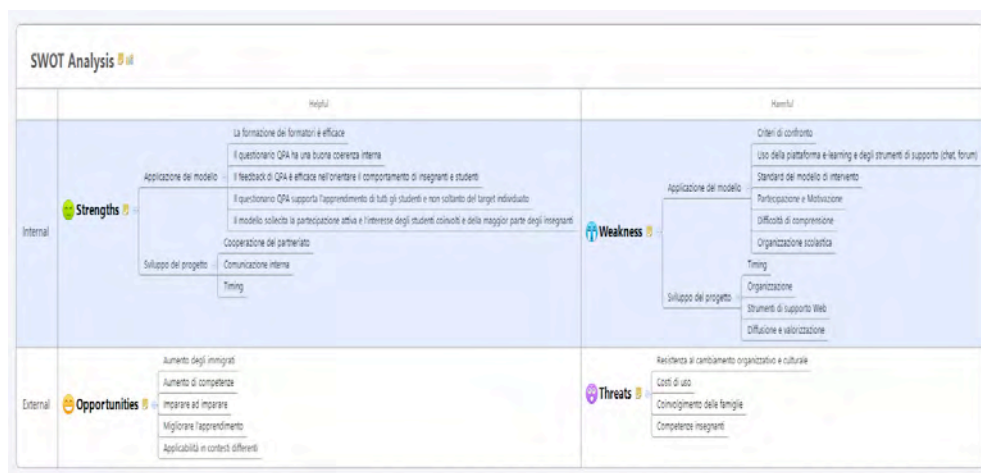 SWOT Analysis
Helpful
Harmful
Internal
Strengths
Applicazione del modello
La formazione dei formatori è efficace
Il questionario QPA ha una buona coerenza interna
Il feedback di QPA è efficace nell'orientare il comportamento di insegnanti e studenti
Il questionario QPA supporta l'apprendimento di tutti gli studenti e non soltanto del target individuato
Il modello sollecita la partecipazione attiva e l'interesse degli studenti coinvolti e della maggior parte degli insegnanti
Sviluppo del progetto
Cooperazione del partneriato
Comunicazione interna
Timing
Weakness
Applicazione del modello
Criteri di confronto
Uso della piattaforma e-learning e degli strumenti di supporto (chat, forum)
Standard del modello di intervento
Partecipazione e Motivazione
Difficoltà di comprensione
Organizzazione scolastica
Sviluppo del progetto
Timing
Organizzazione
Strumenti di supporto Web
Diffusione e valorizzazione
External
Opportunities
Aumento degli immigrati
Aumento di competenze
Imparare ad imparare
Migliorare l'apprendimento
Applicabilità in contesti differenti
Threats
Resistenza al cambiamento organizzativo e culturale
Costi di uso
Coinvolgimento delle famiglie
Competenze insegnanti